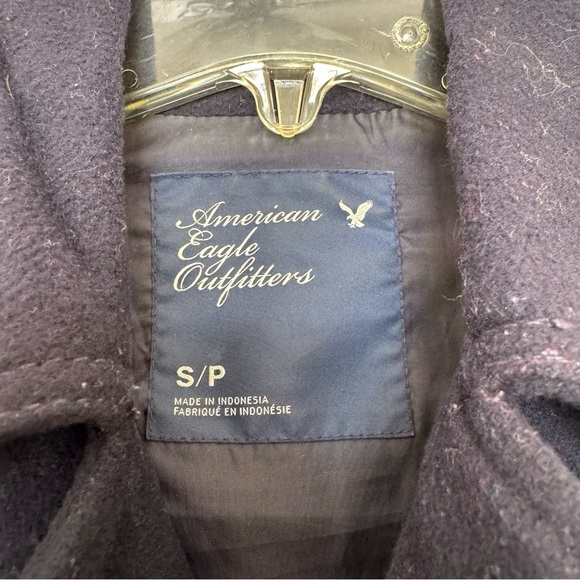 American
Eagle
Outfitters
S/P
MADE IN INDONESIA
FABRIQUÉ EN INDONÉSIE